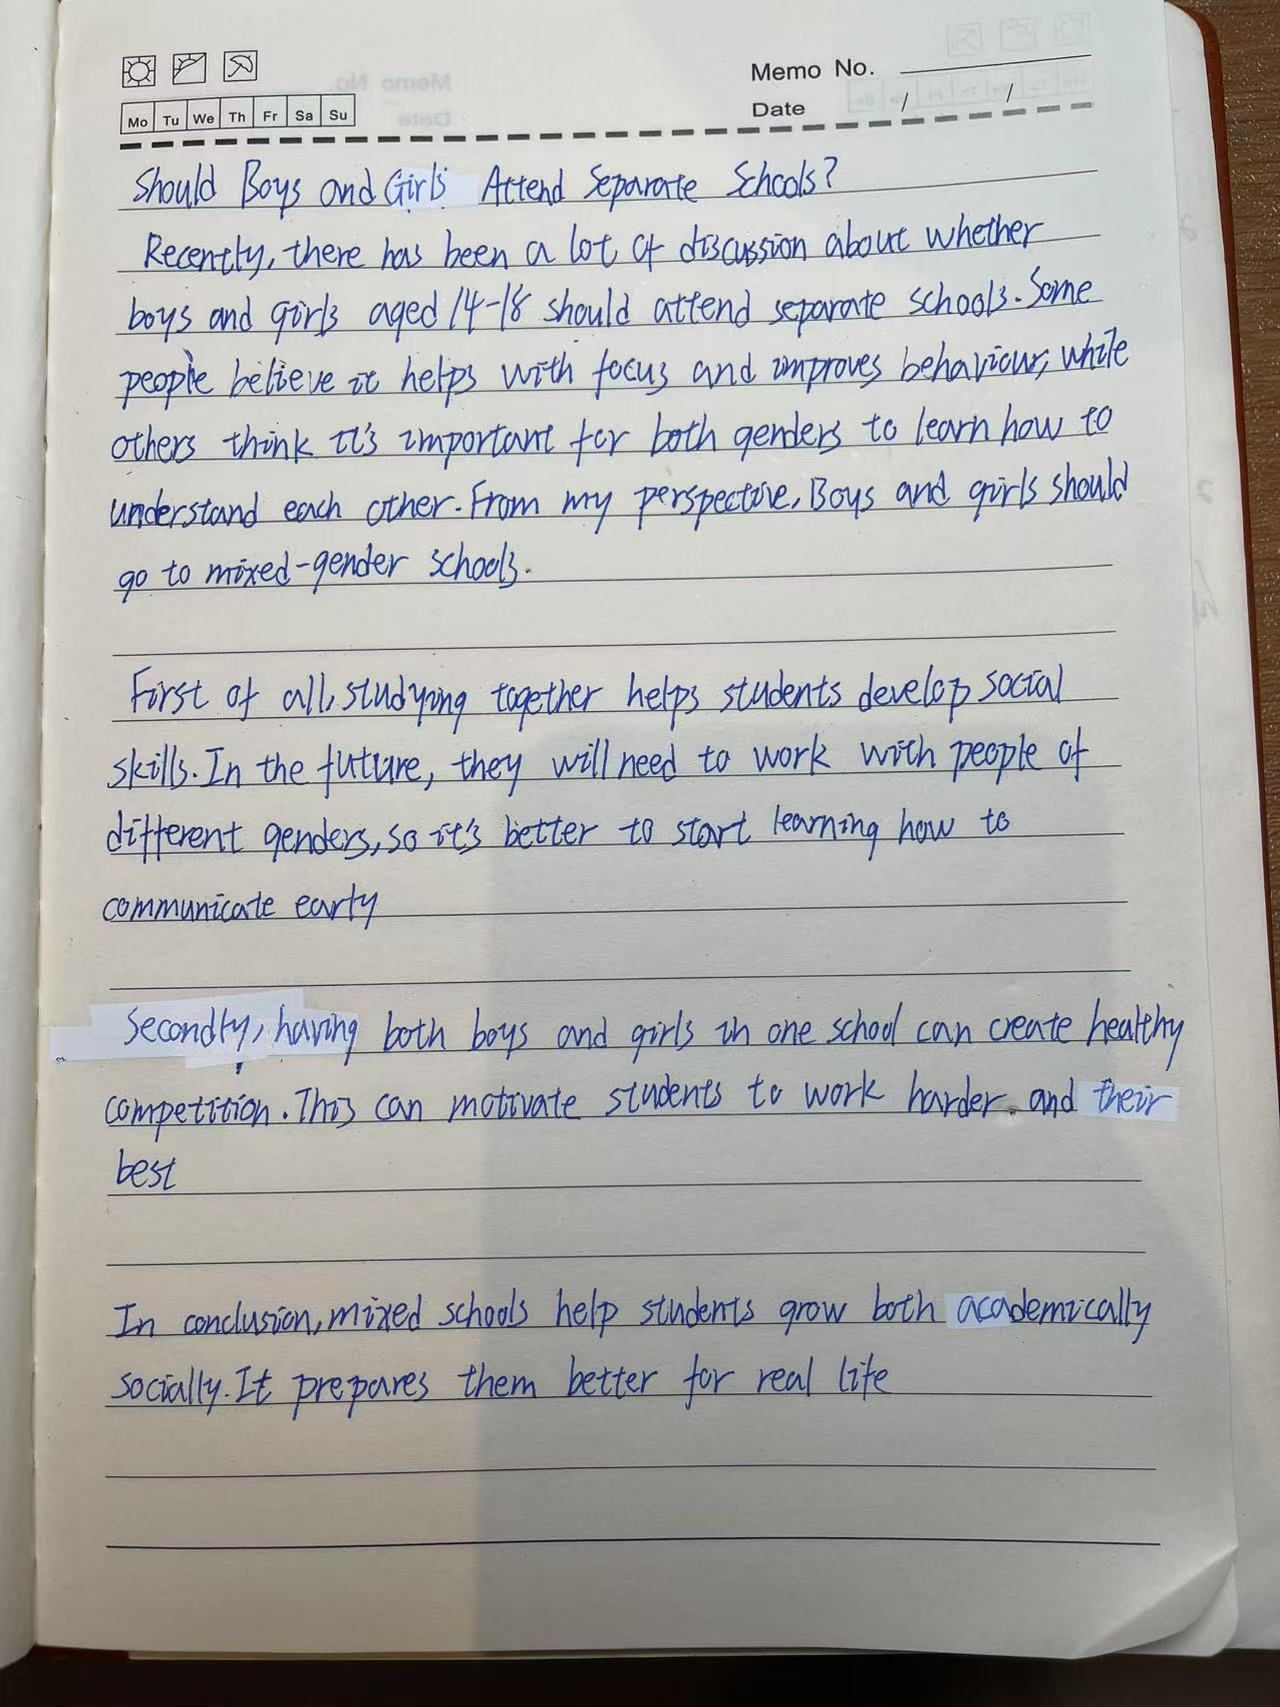 Memo No.
Mo Tu We Th Fr Sa Su
Date / /
Should Boys and Girls Attend Separate Schools?
Recently, there has been a lot of discussion about whether
boys and girls aged 14-18 should attend separate schools. Some
people believe it helps with focus and improves behaviour, while
others think it's important for both genders to learn how to
understand each other. From my perspective, Boys and girls should
go to mixed-gender schools.
First of all, studying together helps students develop social
skills. In the future, they will need to work with people of
different genders, so it's better to start learning how to
communicate early
Secondly, having both boys and girls in one school can create healthy
competition. This can motivate students to work harder. and their
best
In conclusion, mixed schools help students grow both academically
socially. It prepares them better for real life